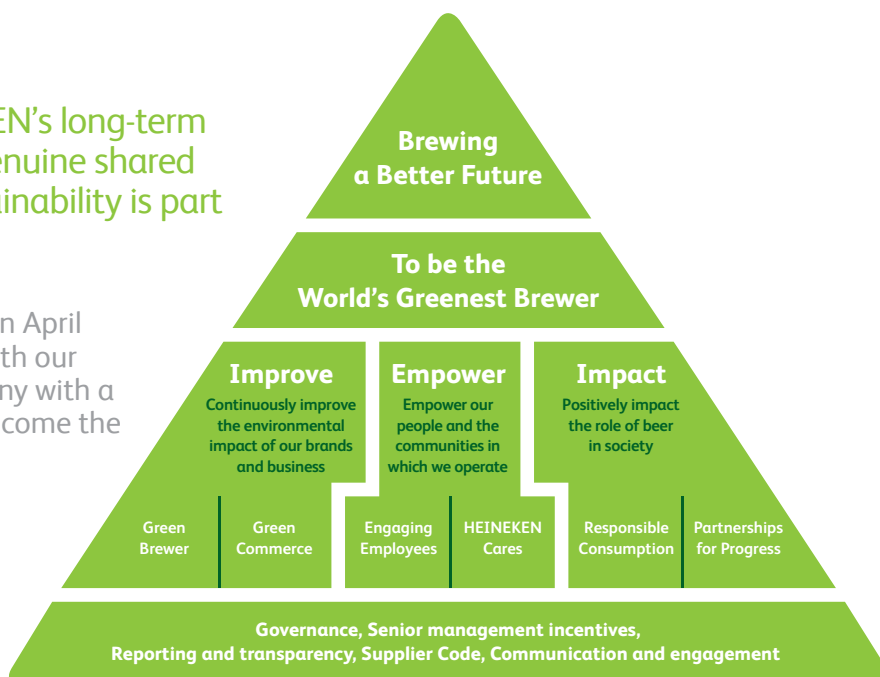 EN’s long-term
enuine shared
inability is part
n April
th our
ny with a
come the
Brewing
a Better Future
To be the
World’s Greenest Brewer
Improve
Continuously improve
the environmental
impact of our brands
and business
Empower
Empower our
people and the
communities in
which we operate
Impact
Positively impact
the role of beer
in society
Green
Brewer
Green
Commerce
Engaging
Employees
HEINEKEN
Cares
Responsible
Consumption
Partnerships
for Progress
Governance, Senior management incentives,
Reporting and transparency, Supplier Code, Communication and engagement